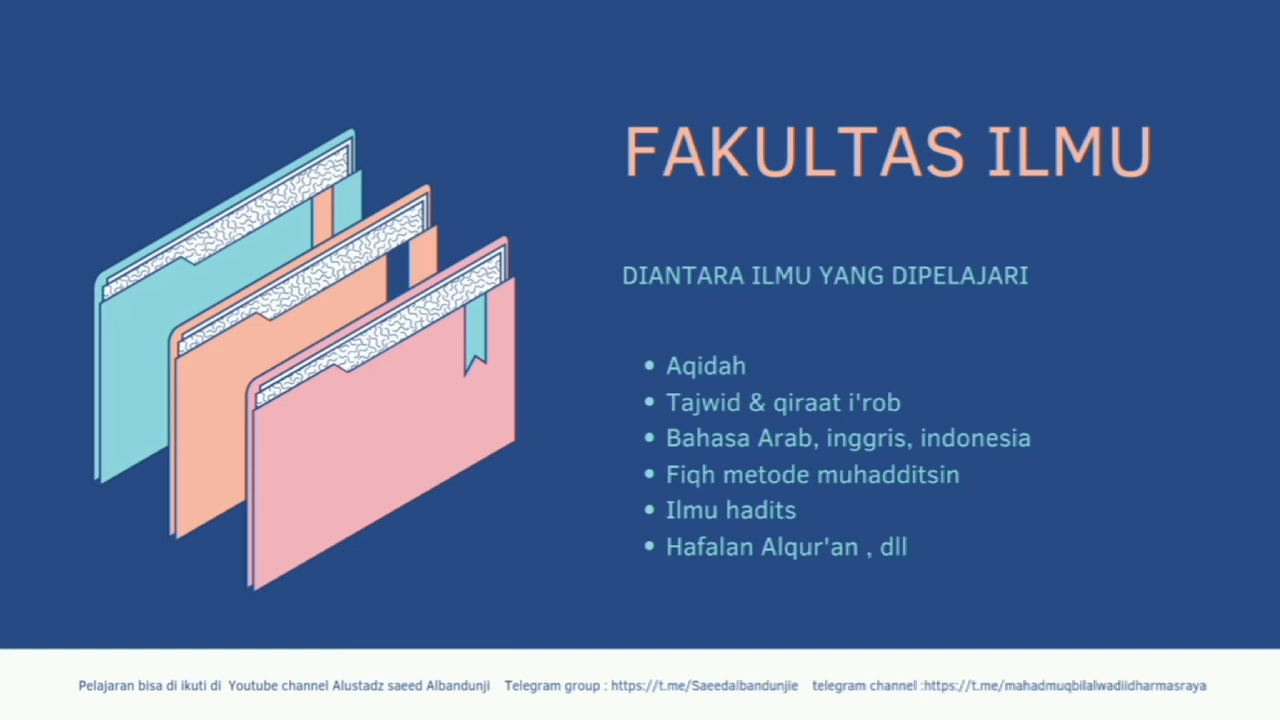 FAKULTAS ILMU
DIANTARA ILMU YANG DIPELAJARI
• Aqidah
• Tajwid & qiraat i'rob
• Bahasa Arab, inggris, indonesia
• Fiqh metode muhadditsin
• Ilmu hadits
• Hafalan Alqur'an , dll
Pelajaran bisa di ikuti di Youtube channel Alustadz saeed Albandunji Telegram group : https://t.me/Saeedalbandunjie telegram channel :https://t.me/mahadmuqbilalwadiidharmasraya